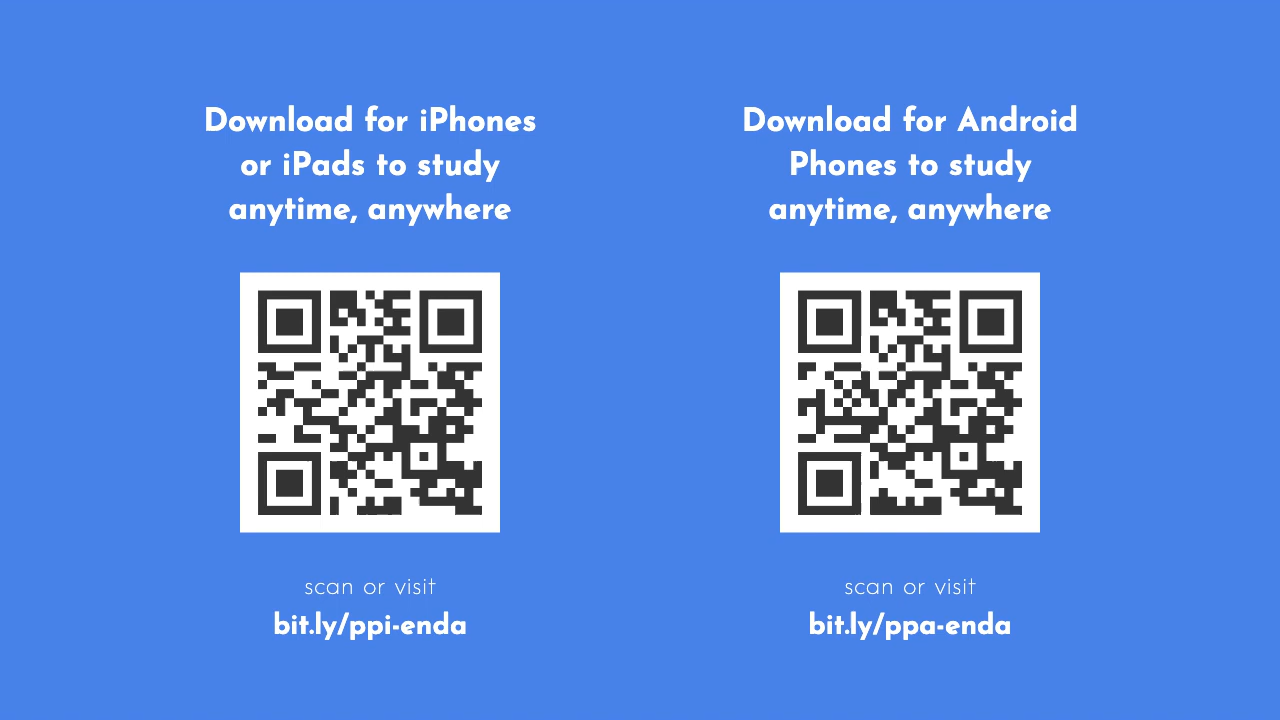 Download for iPhones
or iPads to study
anytime, anywhere
scan or visit
bit.ly/ppi-enda
Download for Android
Phones to study
anytime, anywhere
scan or visit
bit.ly/ppa-enda